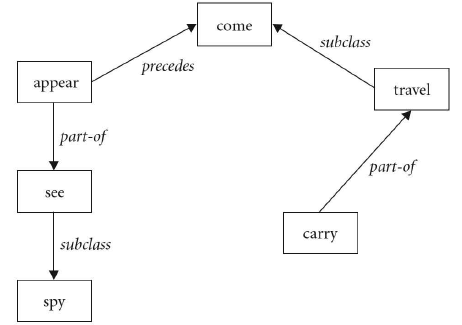 come
subclass
precedes
appear
travel
part-of
part-of
see
carry
subclass
spy